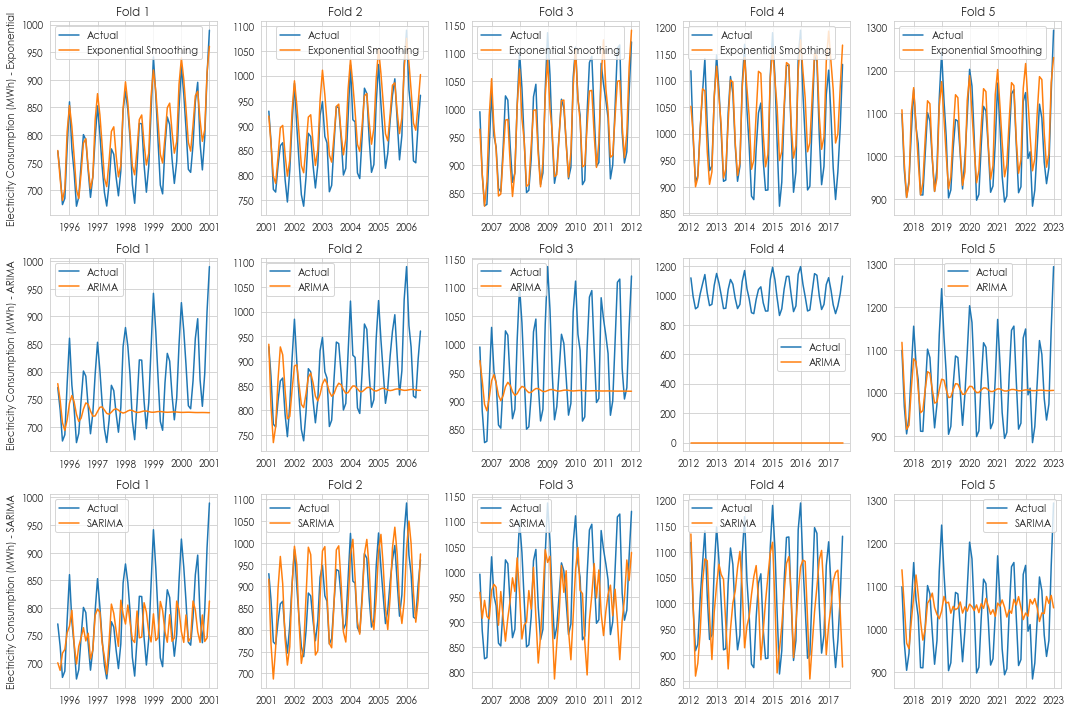 Fold 1 Fold 2 Fold 3 Fold 4 Fold 5
Electricity Consumption (MWh) - Exponential
Actual Actual Actual Actual Actual
Exponential Smoothing Exponential Smoothing Exponential Smoothing Exponential Smoothing Exponential Smoothing
1000 950 900 850 800 750 700
1100 1050 1000 950 900 850 800 750
1150 1100 1050 1000 950 900 850
1200 1150 1100 1050 1000 950 900 850
1300 1200 1100 1000 900
1996 1997 1998 1999 2000 2001
2001 2002 2003 2004 2005 2006
2007 2008 2009 2010 2011 2012
2012 2013 2014 2015 2016 2017
2018 2019 2020 2021 2022 2023
Fold 1 Fold 2 Fold 3 Fold 4 Fold 5
Electricity Consumption (MWh) - ARIMA
Actual Actual Actual Actual Actual
ARIMA ARIMA ARIMA ARIMA ARIMA
1000 950 900 850 800 750 700
1100 1050 1000 950 900 850 800 750
1150 1100 1050 1000 950 900 850
1200 1000 800 600 400 200 0
1300 1200 1100 1000 900
1996 1997 1998 1999 2000 2001
2001 2002 2003 2004 2005 2006
2007 2008 2009 2010 2011 2012
2012 2013 2014 2015 2016 2017
2018 2019 2020 2021 2022 2023
Fold 1 Fold 2 Fold 3 Fold 4 Fold 5
Electricity Consumption (MWh) - SARIMA
Actual Actual Actual Actual Actual
SARIMA SARIMA SARIMA SARIMA SARIMA
1000 950 900 850 800 750 700
1100 1050 1000 950 900 850 800 750 700
1150 1100 1050 1000 950 900 850 800
1200 1150 1100 1050 1000 950 900 850
1300 1200 1100 1000 900
1996 1997 1998 1999 2000 2001
2001 2002 2003 2004 2005 2006
2007 2008 2009 2010 2011 2012
2012 2013 2014 2015 2016 2017
2018 2019 2020 2021 2022 2023